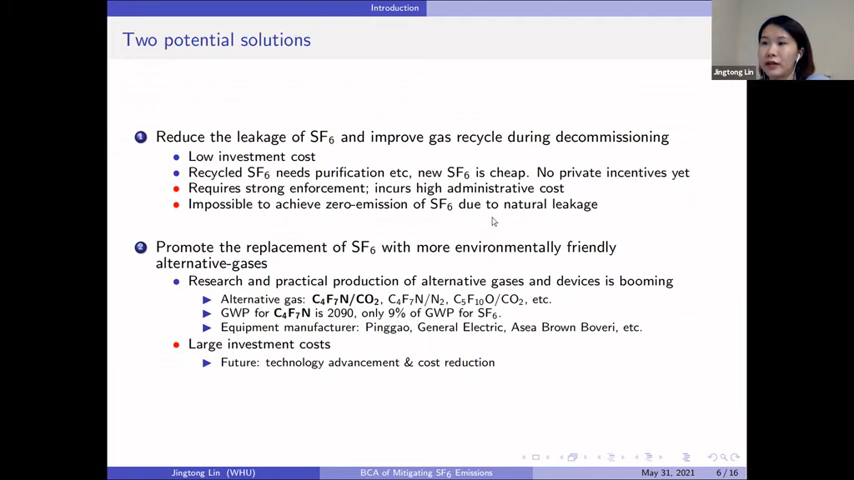 Introduction
Two potential solutions
Jingtong Lin
1 Reduce the leakage of SF₆ and improve gas recycle during decommissioning
• Low investment cost
• Recycled SF₆ needs purification etc, new SF₆ is cheap. No private incentives yet
• Requires strong enforcement; incurs high administrative cost
• Impossible to achieve zero-emission of SF₆ due to natural leakage
2 Promote the replacement of SF₆ with more environmentally friendly
alternative-gases
• Research and practical production of alternative gases and devices is booming
▶ Alternative gas: C₄F₇N/CO₂, C₄F₇N/N₂, C₅F₁₀O/CO₂, etc.
▶ GWP for C₄F₇N is 2090, only 9% of GWP for SF₆.
▶ Equipment manufacturer: Pinggao, General Electric, Asea Brown Boveri, etc.
• Large investment costs
▶ Future: technology advancement & cost reduction
Jingtong Lin (WHU) BCA of Mitigating SF₆ Emissions May 31, 2021 6 / 16